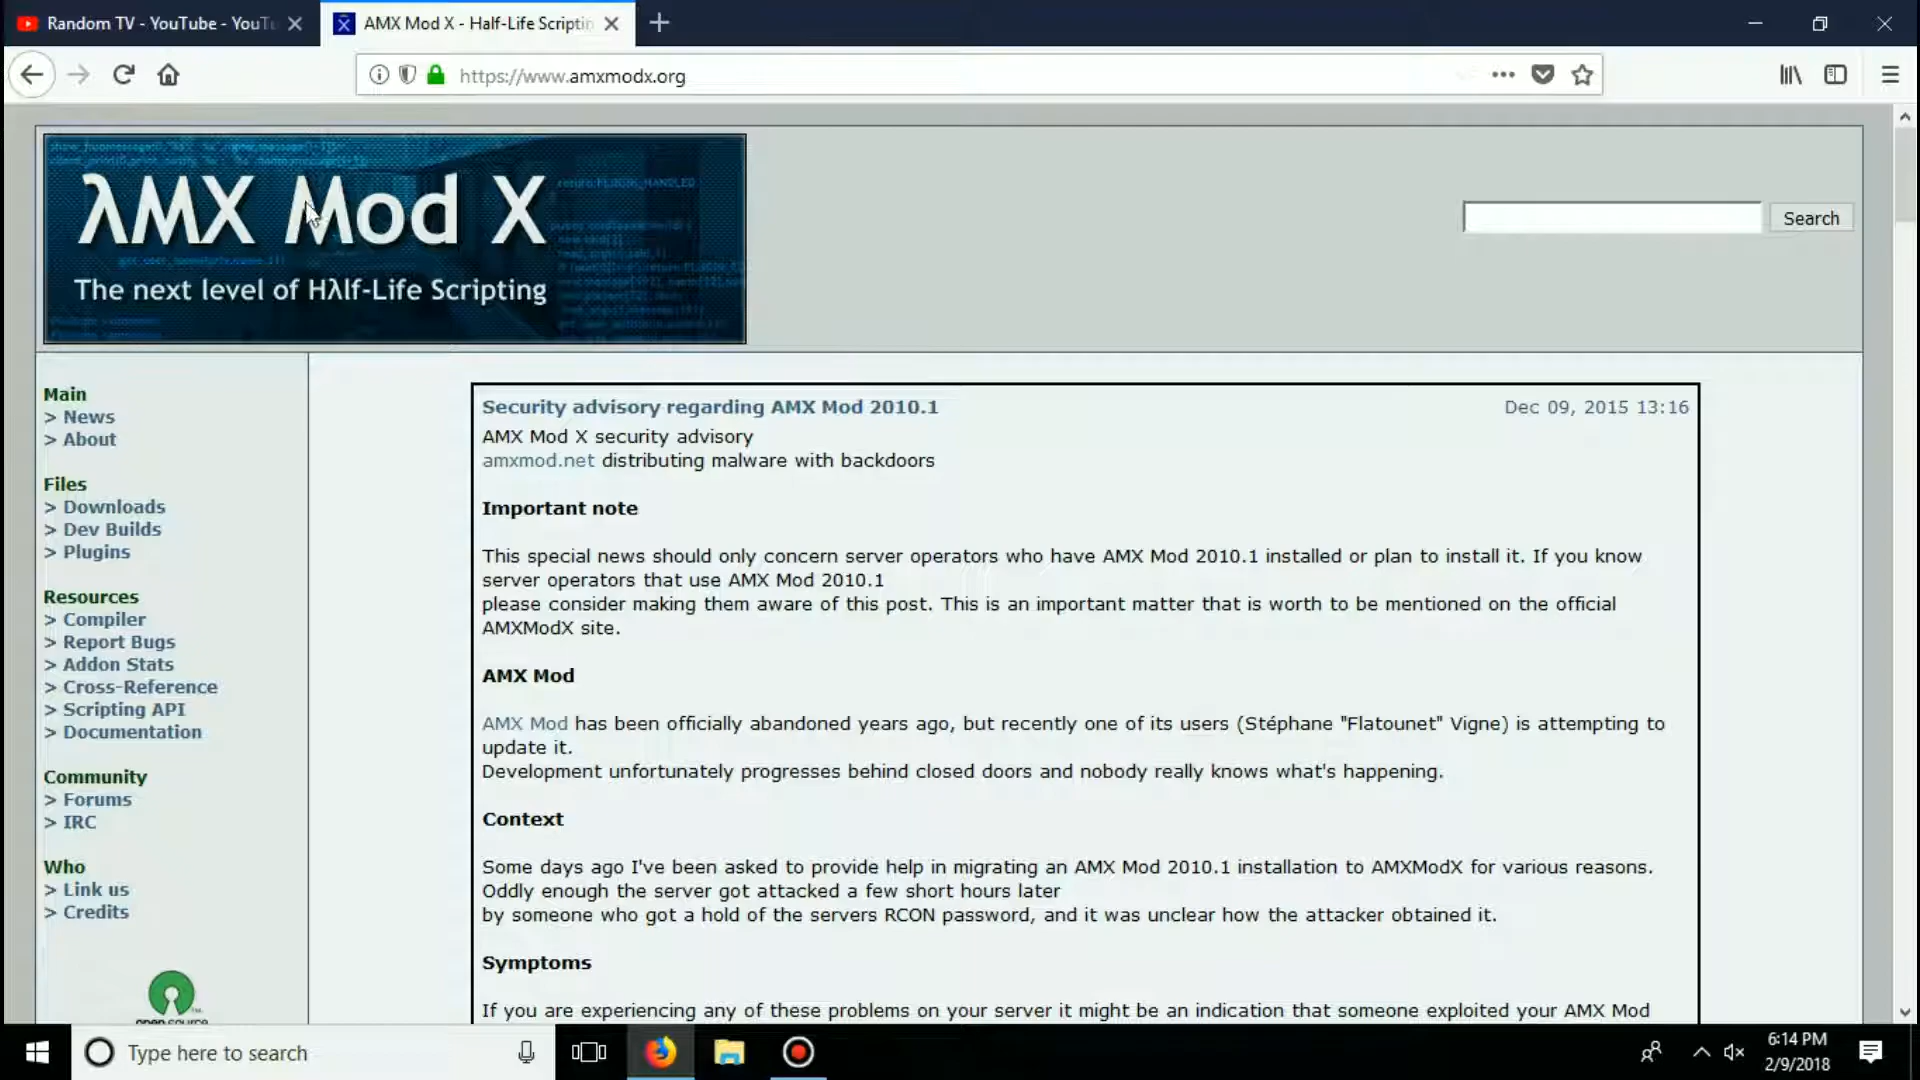 Random TV - YouTube - YouTu
AMX Mod X - Half-Life Scriptin
https://www.amxmodx.org
λMX Mod X
The next level of Hλlf-Life Scripting
Search
Main
> News
> About
Files
> Downloads
> Dev Builds
> Plugins
Resources
> Compiler
> Report Bugs
> Addon Stats
> Cross-Reference
> Scripting API
> Documentation
Community
> Forums
> IRC
Who
> Link us
> Credits
open source
Security advisory regarding AMX Mod 2010.1
Dec 09, 2015 13:16
AMX Mod X security advisory
amxmod.net distributing malware with backdoors
Important note
This special news should only concern server operators who have AMX Mod 2010.1 installed or plan to install it. If you know
server operators that use AMX Mod 2010.1
please consider making them aware of this post. This is an important matter that is worth to be mentioned on the official
AMXModX site.
AMX Mod
AMX Mod has been officially abandoned years ago, but recently one of its users (Stéphane "Flatounet" Vigne) is attempting to
update it.
Development unfortunately progresses behind closed doors and nobody really knows what's happening.
Context
Some days ago I've been asked to provide help in migrating an AMX Mod 2010.1 installation to AMXModX for various reasons.
Oddly enough the server got attacked a few short hours later
by someone who got a hold of the servers RCON password, and it was unclear how the attacker obtained it.
Symptoms
If you are experiencing any of these problems on your server it might be an indication that someone exploited your AMX Mod
Type here to search
6:14 PM
2/9/2018